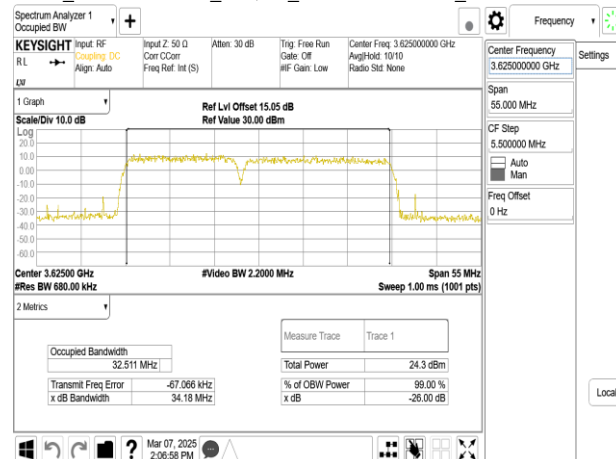 Spectrum Analyzer 1
Occupied BW
Frequency
KEYSIGHT
Input: RF
Input Z: 50 Ω
Atten: 30 dB
Trig: Free Run
Center Freq: 3.625000000 GHz
RL
Coupling: DC
Corr CCorr
Gate: Off
Avg|Hold: 10/10
Align: Auto
Freq Ref: Int (S)
#IF Gain: Low
Radio Std: None
LXI
Center Frequency
3.625000000 GHz
Settings
Span
55.000 MHz
CF Step
5.500000 MHz
Auto
Man
Freq Offset
0 Hz
1 Graph
Ref Lvl Offset 15.05 dB
Scale/Div 10.0 dB
Ref Value 30.00 dBm
Log
20.0
10.0
0.00
-10.0
-20.0
-30.0
-40.0
-50.0
-60.0
Center 3.62500 GHz
#Video BW 2.2000 MHz
Span 55 MHz
#Res BW 680.00 kHz
Sweep 1.00 ms (1001 pts)
2 Metrics
Measure Trace
Trace 1
Occupied Bandwidth
32.511 MHz
Total Power
24.3 dBm
Transmit Freq Error
-67.066 kHz
% of OBW Power
99.00 %
x dB Bandwidth
34.18 MHz
x dB
-26.00 dB
Local
?
Mar 07, 2025
2:06:58 PM